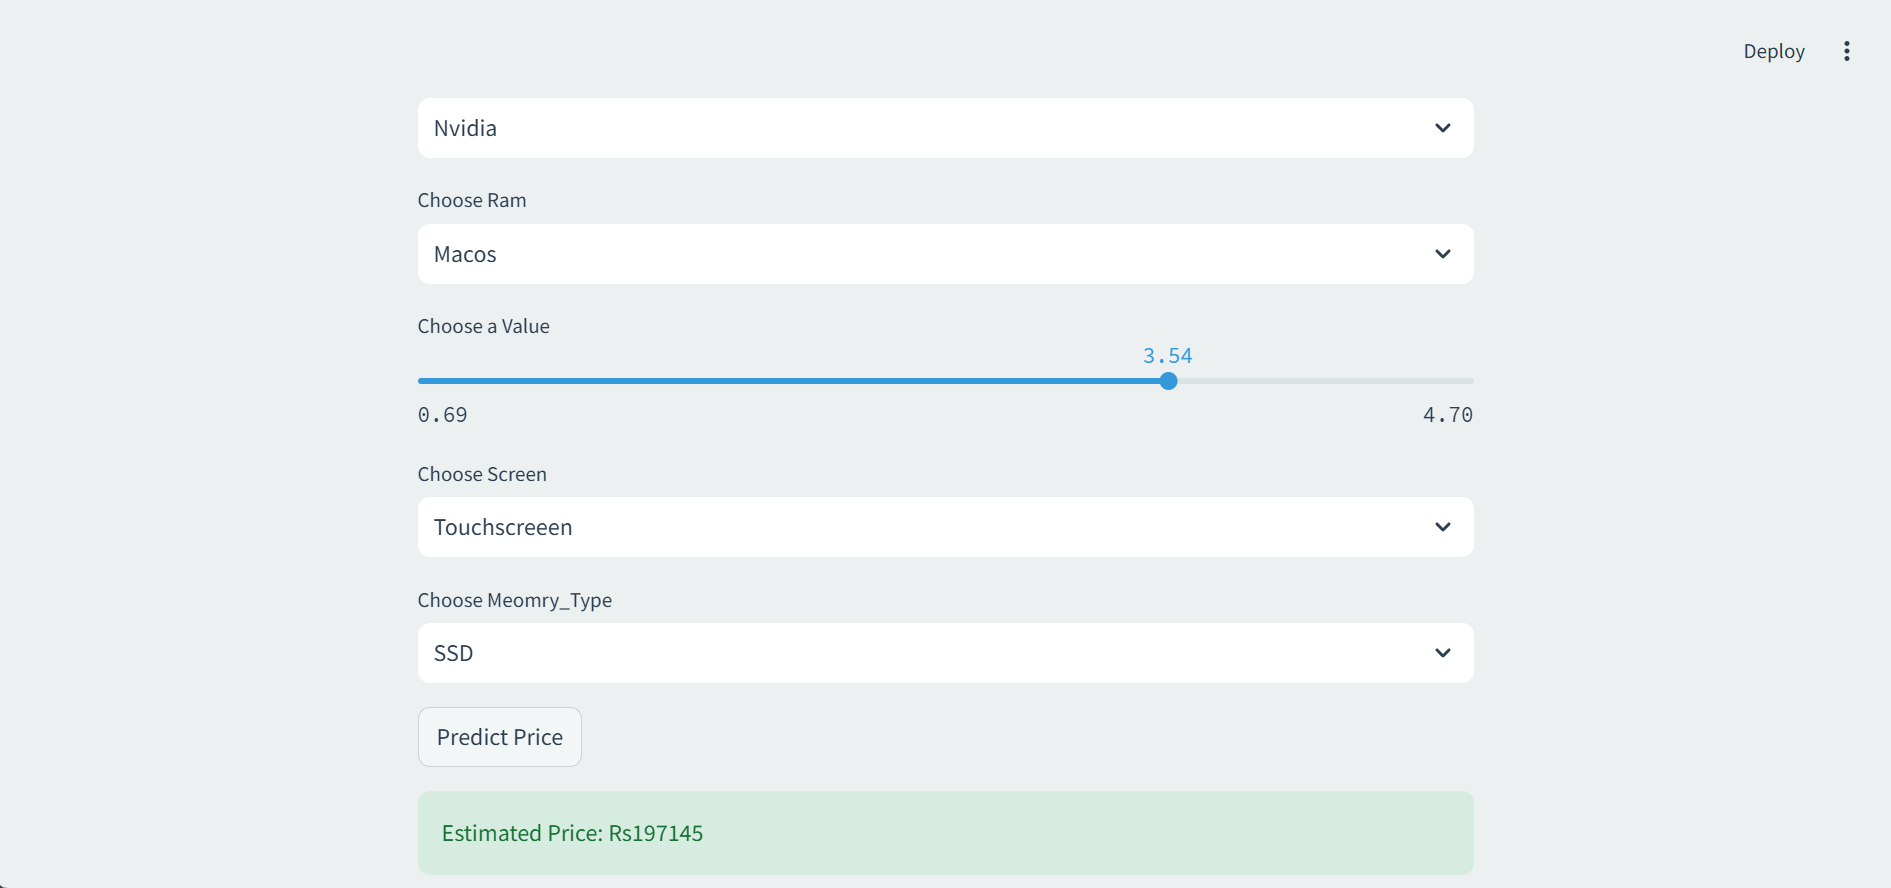 Deploy
Nvidia
Choose Ram
Macos
Choose a Value
3.54
0.69 4.70
Choose Screen
Touchscreeen
Choose Meomry_Type
SSD
Predict Price
Estimated Price: Rs197145